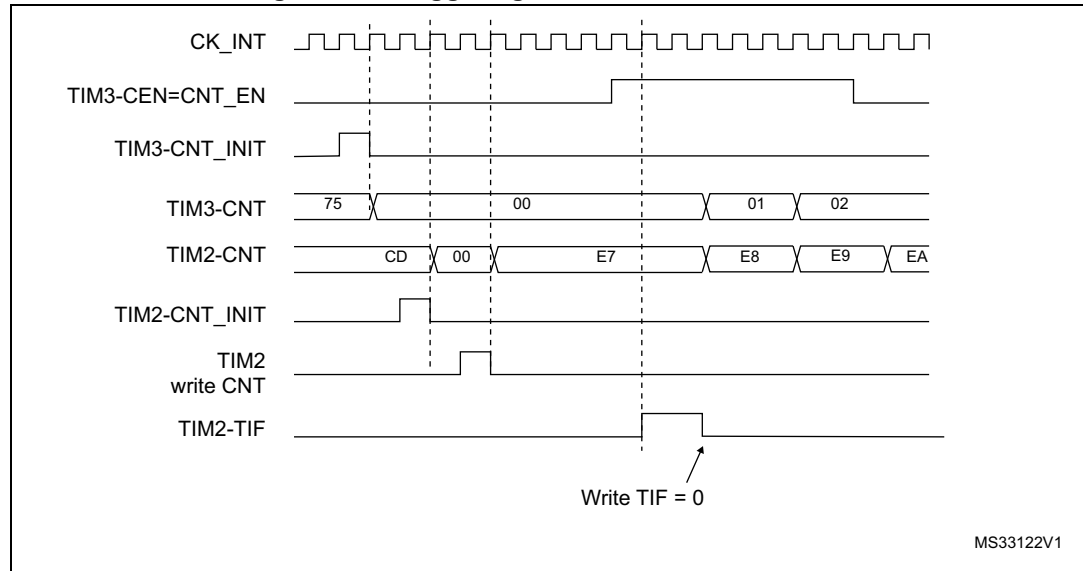 CK_INT
TIM3-CEN=CNT_EN
TIM3-CNT_INIT
TIM3-CNT 75 00 01 02
TIM2-CNT CD 00 E7 E8 E9 EA
TIM2-CNT_INIT
TIM2
write CNT
TIM2-TIF
Write TIF = 0
MS33122V1